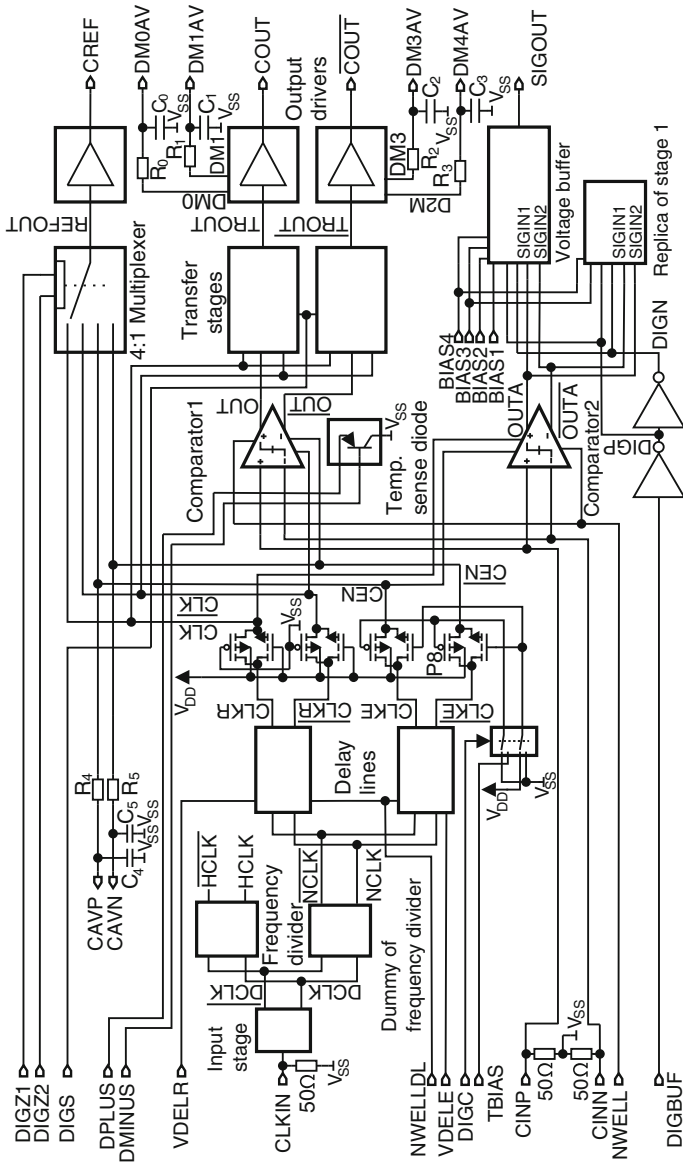 DIGZ1
DIGZ2
DIGS
DPLUS
DMINUS
VDELR
CLKIN
50Ω
VSS
NWELLDL
VDELE
DIGC
TBIAS
CINP
50Ω
50Ω
VSS
CINN
NWELL
DIGBUF
Input
stage
DCLK
DCLK
Frequency
divider
HCLK
HCLK
NCLK
NCLK
Dummy of
frequency divider
CAVP
CAVN
C4
VSS
C5
VSS
R4
R5
Delay
lines
CLKR
CLKR
CLKE
CLKE
VDD
VDD
VSS
VSS
P8
CLK
CLK
CEN
CEN
Comparator1
OUT
OUT
Temp.
sense diode
VSS
Comparator2
OUTA
OUTA
DIGP
DIGN
BIAS4
BIAS3
BIAS2
BIAS1
4:1 Multiplexer
REFOUT
CREF
Transfer
stages
TROUT
TROUT
DM0
DM1
R0
R1
C0
VSS
C1
VSS
DM0AV
DM1AV
COUT
Output
drivers
COUT
DM3
D2M
R2
R3
C2
VSS
C3
VSS
DM3AV
DM4AV
SIGIN1
SIGIN2
Voltage buffer
SIGOUT
SIGIN1
SIGIN2
Replica of stage 1